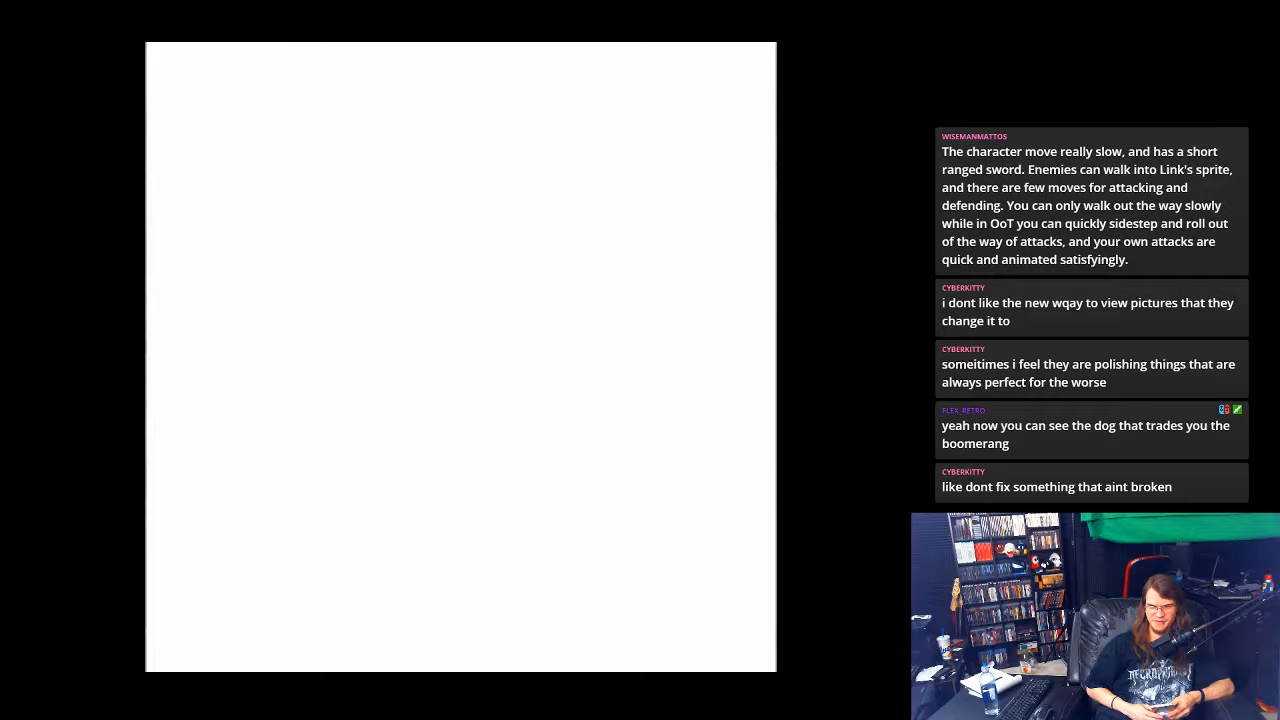 WISEMANMATTOS
The character move really slow, and has a short
ranged sword. Enemies can walk into Link's sprite,
and there are few moves for attacking and
defending. You can only walk out the way slowly
while in OoT you can quickly sidestep and roll out
of the way of attacks, and your own attacks are
quick and animated satisfyingly.
CYBERKITTY
i dont like the new wqay to view pictures that they
change it to
CYBERKITTY
someitimes i feel they are polishing things that are
always perfect for the worse
FLEX_RETRO
yeah now you can see the dog that trades you the
boomerang
CYBERKITTY
like dont fix something that aint broken